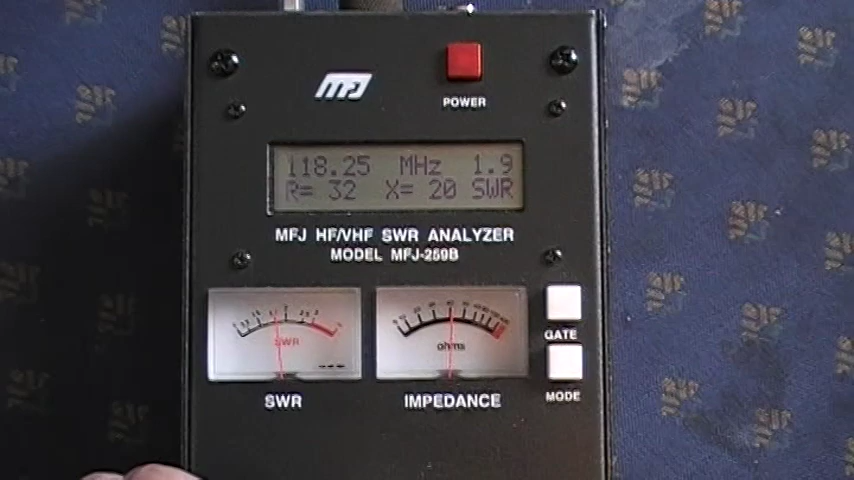 MFJ
POWER
118.25 MHz 1.9
R= 32 X= 20 SWR
MFJ HF/VHF SWR ANALYZER
MODEL MFJ-259B
SWR
ohms
GATE
MODE
SWR
IMPEDANCE